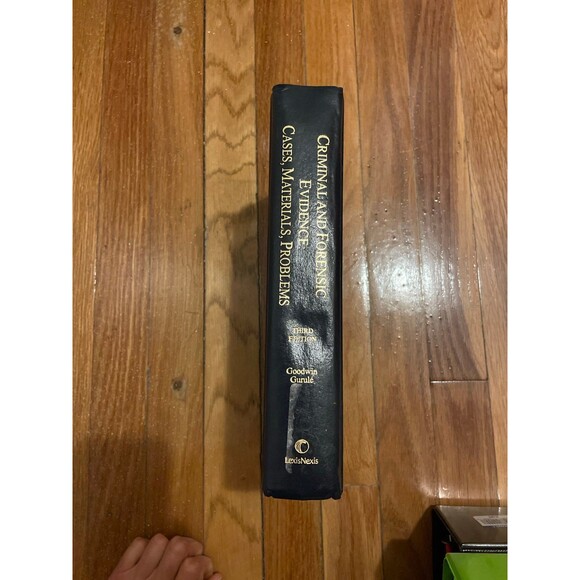 CRIMINAL AND FORENSIC
EVIDENCE:
CASES, MATERIALS, PROBLEMS
THIRD
EDITION
Goodwin
Gurulé
LexisNexis